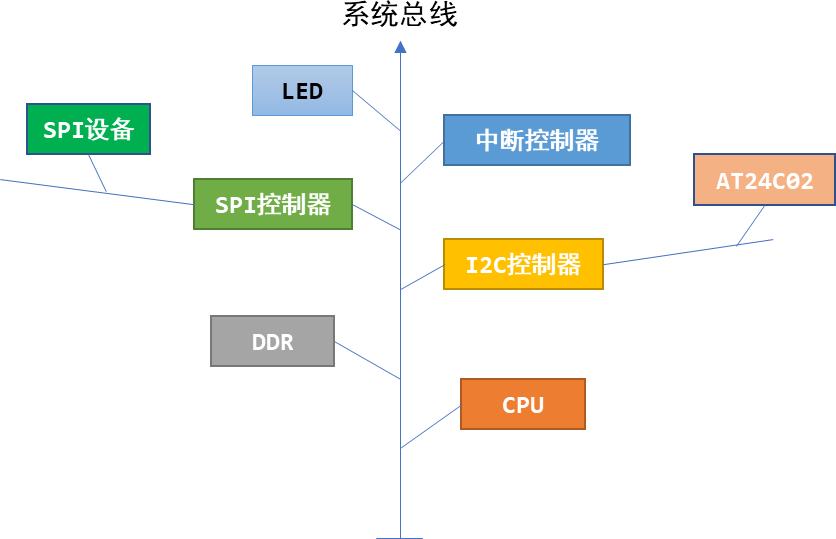 系统总线
LED
SPI设备
中断控制器
AT24C02
SPI控制器
I2C控制器
DDR
CPU